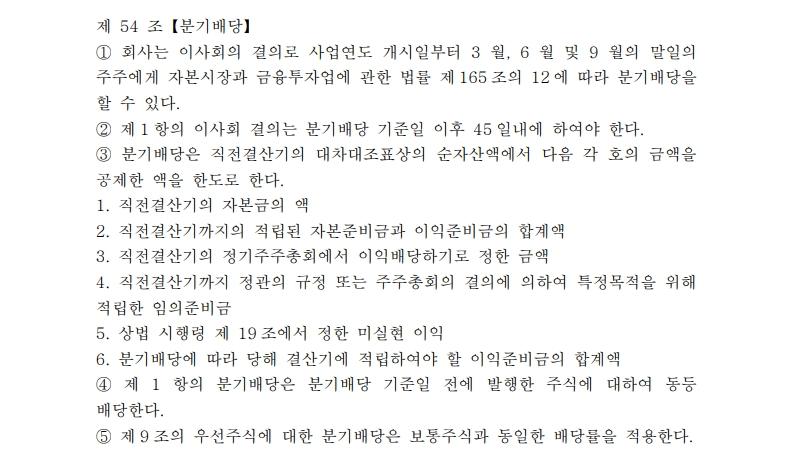 제 54 조【분기배당】
① 회사는 이사회의 결의로 사업연도 개시일부터 3 월, 6 월 및 9 월의 말일의
주주에게 자본시장과 금융투자업에 관한 법률 제165조의 12에 따라 분기배당을
할 수 있다.
② 제1항의 이사회 결의는 분기배당 기준일 이후 45일내에 하여야 한다.
③ 분기배당은 직전결산기의 대차대조표상의 순자산액에서 다음 각 호의 금액을
공제한 액을 한도로 한다.
1. 직전결산기의 자본금의 액
2. 직전결산기까지의 적립된 자본준비금과 이익준비금의 합계액
3. 직전결산기의 정기주주총회에서 이익배당하기로 정한 금액
4. 직전결산기까지 정관의 규정 또는 주주총회의 결의에 의하여 특정목적을 위해
적립한 임의준비금
5. 상법 시행령 제 19조에서 정한 미실현 이익
6. 분기배당에 따라 당해 결산기에 적립하여야 할 이익준비금의 합계액
④ 제 1 항의 분기배당은 분기배당 기준일 전에 발행한 주식에 대하여 동등
배당한다.
⑤ 제9조의 우선주식에 대한 분기배당은 보통주식과 동일한 배당률을 적용한다.